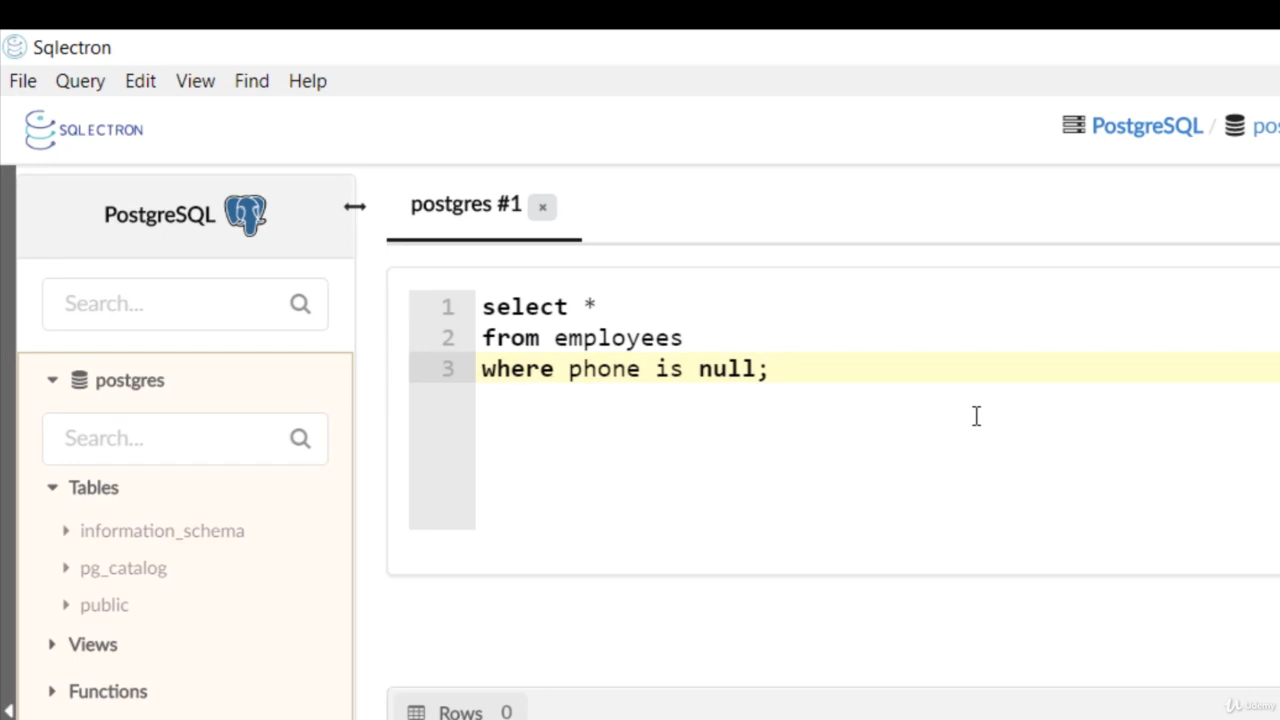 Sqlectron
File Query Edit View Find Help
SQLECTRON
PostgreSQL /
PostgreSQL
postgres #1 ×
Search...
1 select *
2 from employees
3 where phone is null;
postgres
Search...
Tables
information_schema
pg_catalog
public
Views
Functions
Rows 0
Udemy